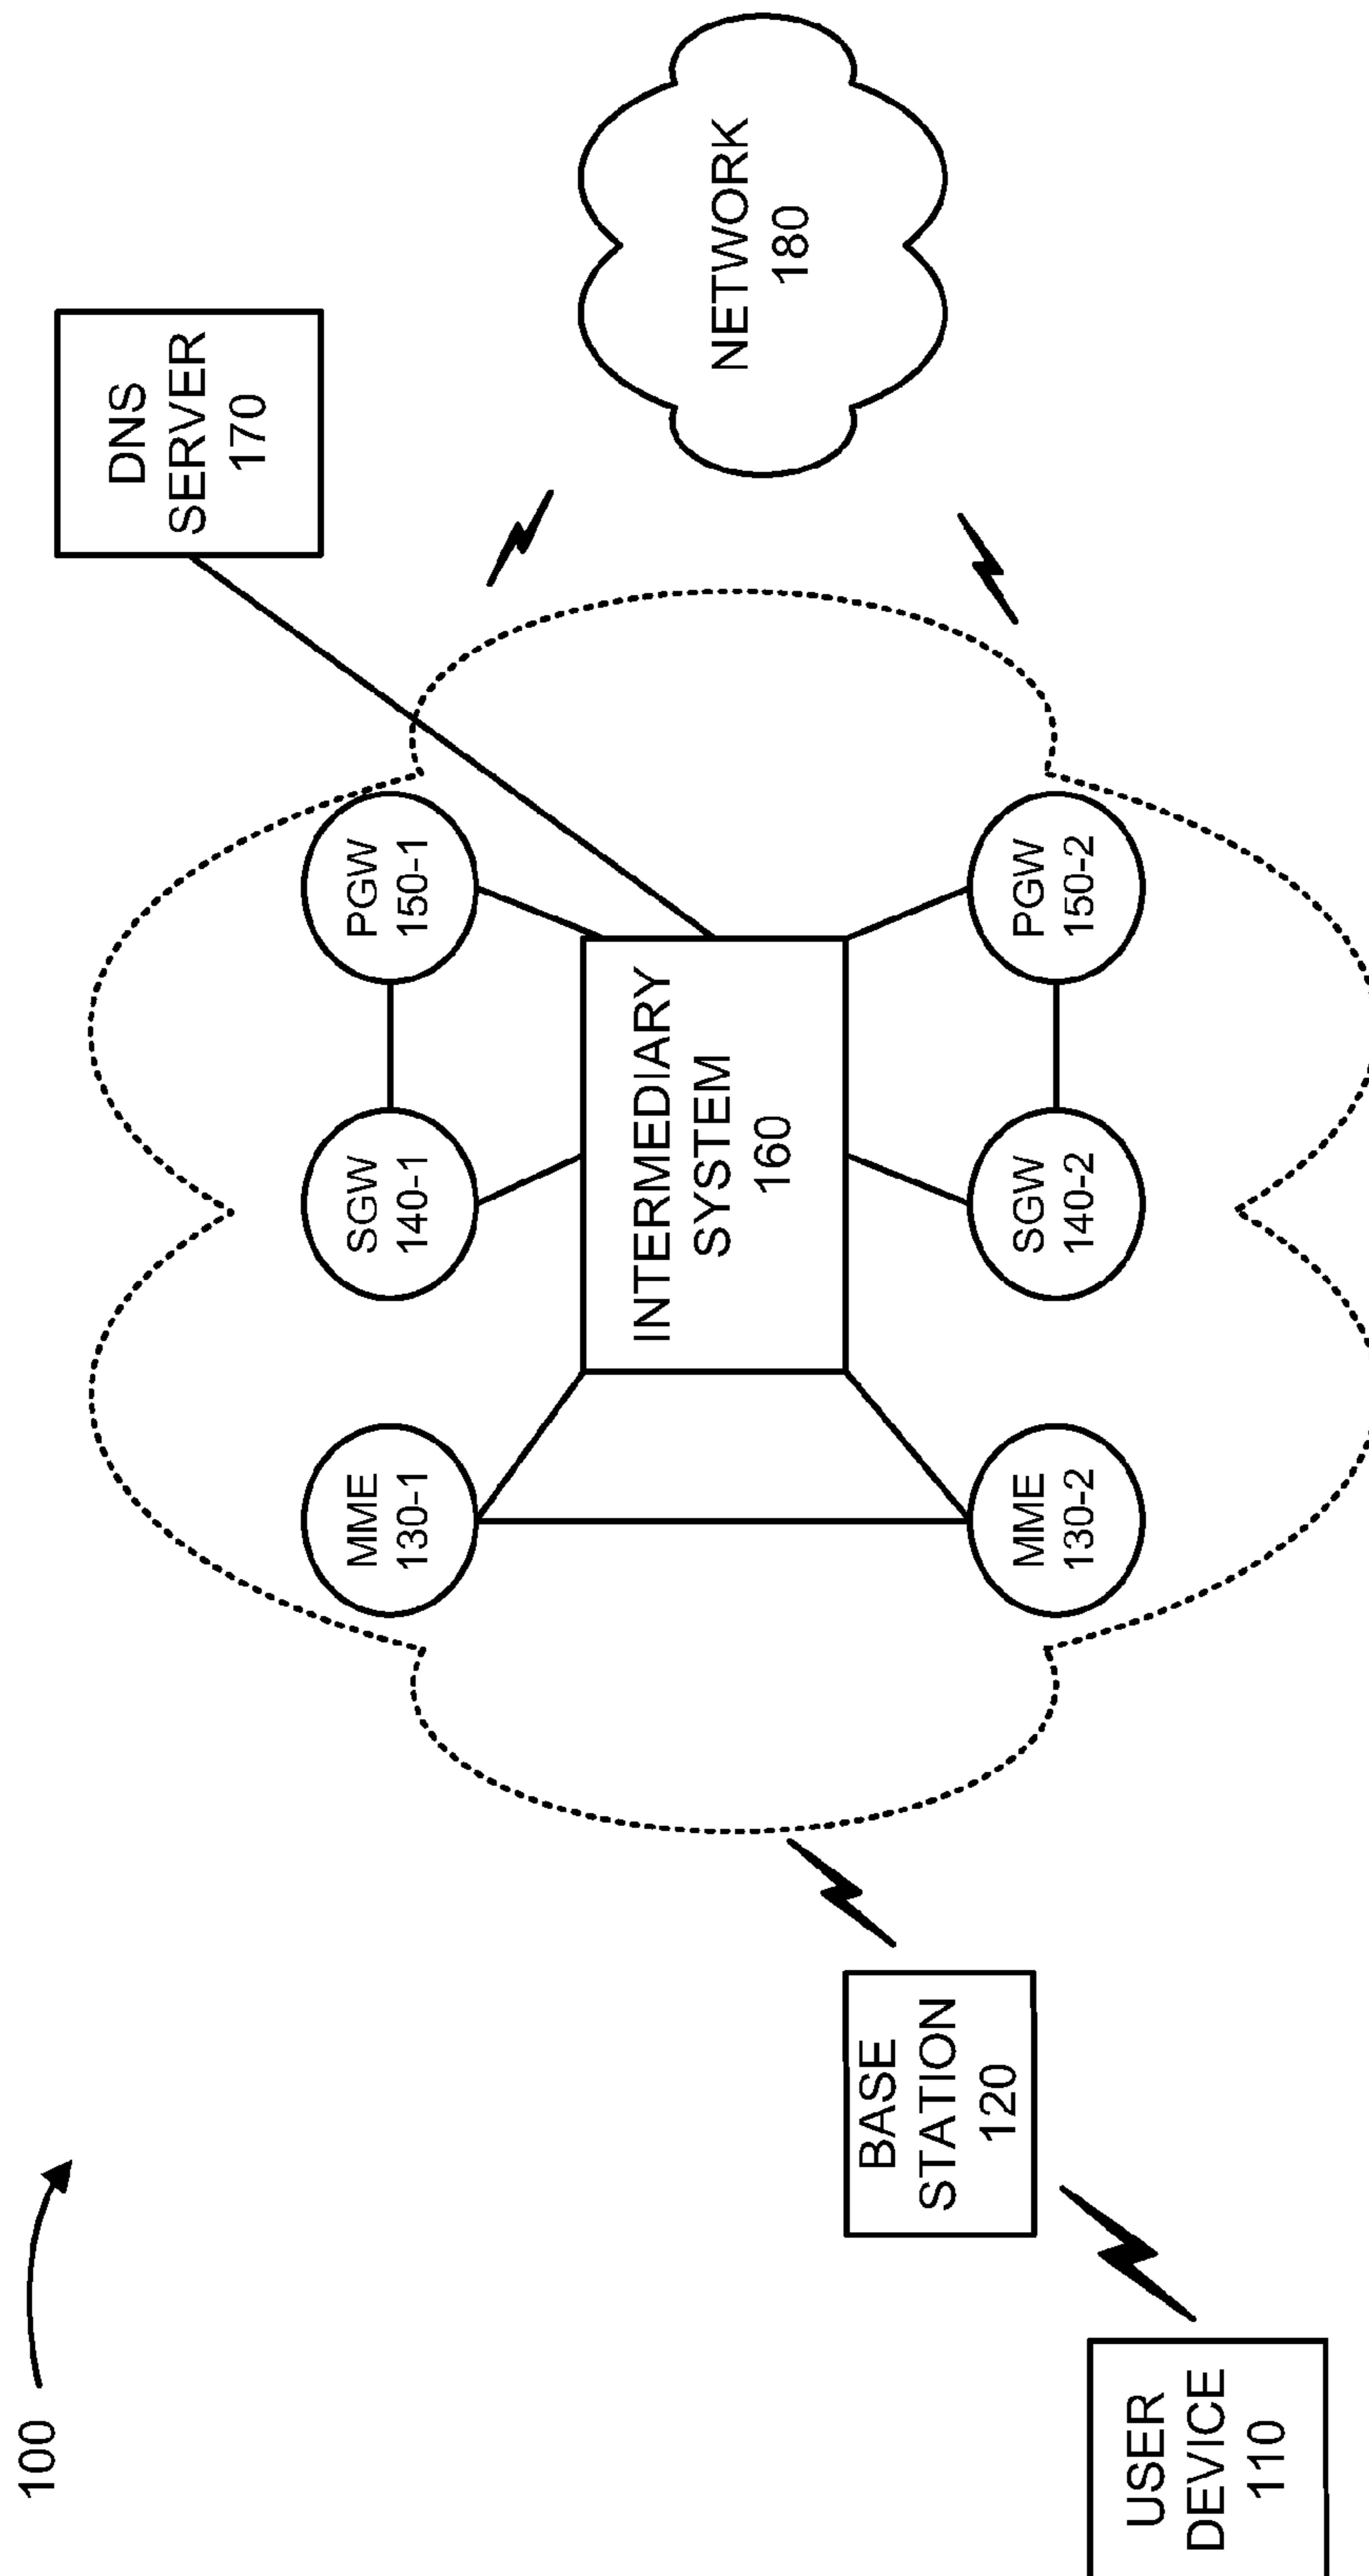 100
DNS
SERVER
170
MME
130-1
SGW
140-1
PGW
150-1
INTERMEDIARY
SYSTEM
160
NETWORK
180
BASE
STATION
120
MME
130-2
SGW
140-2
PGW
150-2
USER
DEVICE
110